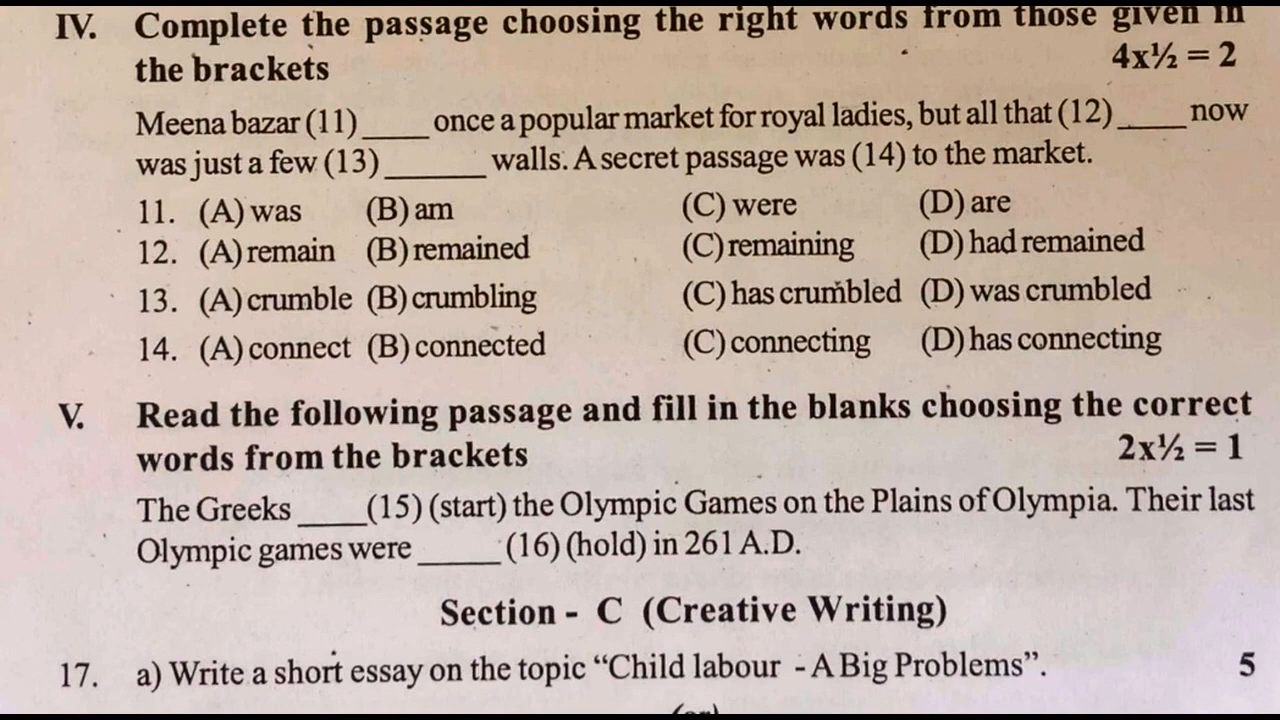 IV. Complete the passage choosing the right words from those given in
the brackets 4x½ = 2
Meena bazar (11) ____ once a popular market for royal ladies, but all that (12) ____ now
was just a few (13) ______ walls. A secret passage was (14) to the market.
11. (A) was (B) am (C) were (D) are
12. (A) remain (B) remained (C) remaining (D) had remained
13. (A) crumble (B) crumbling (C) has crumbled (D) was crumbled
14. (A) connect (B) connected (C) connecting (D) has connecting
V. Read the following passage and fill in the blanks choosing the correct
words from the brackets 2x½ = 1
The Greeks ____(15) (start) the Olympic Games on the Plains of Olympia. Their last
Olympic games were _____ (16) (hold) in 261 A.D.
Section - C (Creative Writing)
17. a) Write a short essay on the topic “Child labour - A Big Problems”. 5